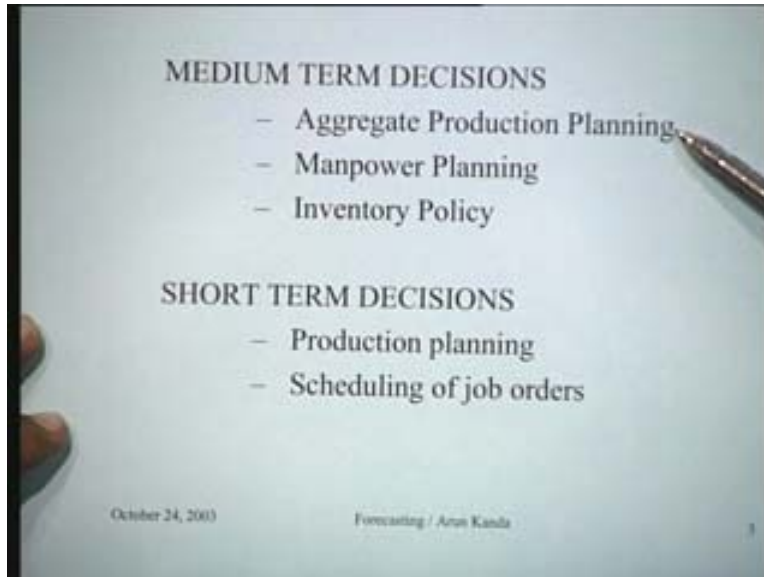 MEDIUM TERM DECISIONS
– Aggregate Production Planning
– Manpower Planning
– Inventory Policy
SHORT TERM DECISIONS
– Production planning
– Scheduling of job orders
October 24, 2003 Forecasting / Arun Kanda